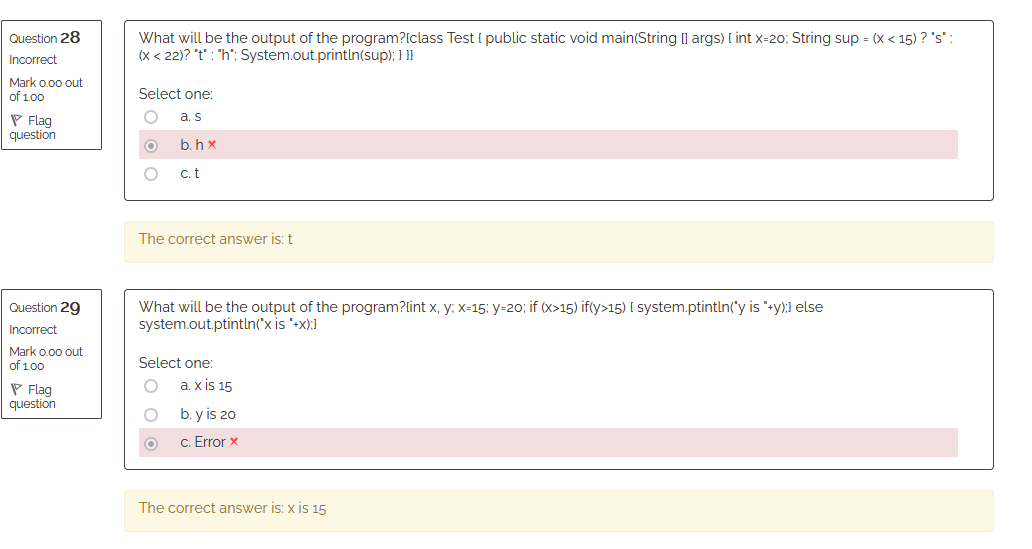 Question 28
Incorrect
Mark 0.00 out
of 1.00
Flag
question
What will be the output of the program?{class Test { public static void main(String [] args) { int x=20; String sup = (x < 15) ? "s" :
(x < 22)? "t" : "h"; System.out.println(sup); } }}
Select one:
a. s
b. h
c. t
The correct answer is: t
Question 29
Incorrect
Mark 0.00 out
of 1.00
Flag
question
What will be the output of the program?{int x, y; x=15; y=20; if (x>15) if(y>15) { system.ptintln("y is "+y);} else
system.out.ptintln("x is "+x);}
Select one:
a. x is 15
b. y is 20
c. Error
The correct answer is: x is 15